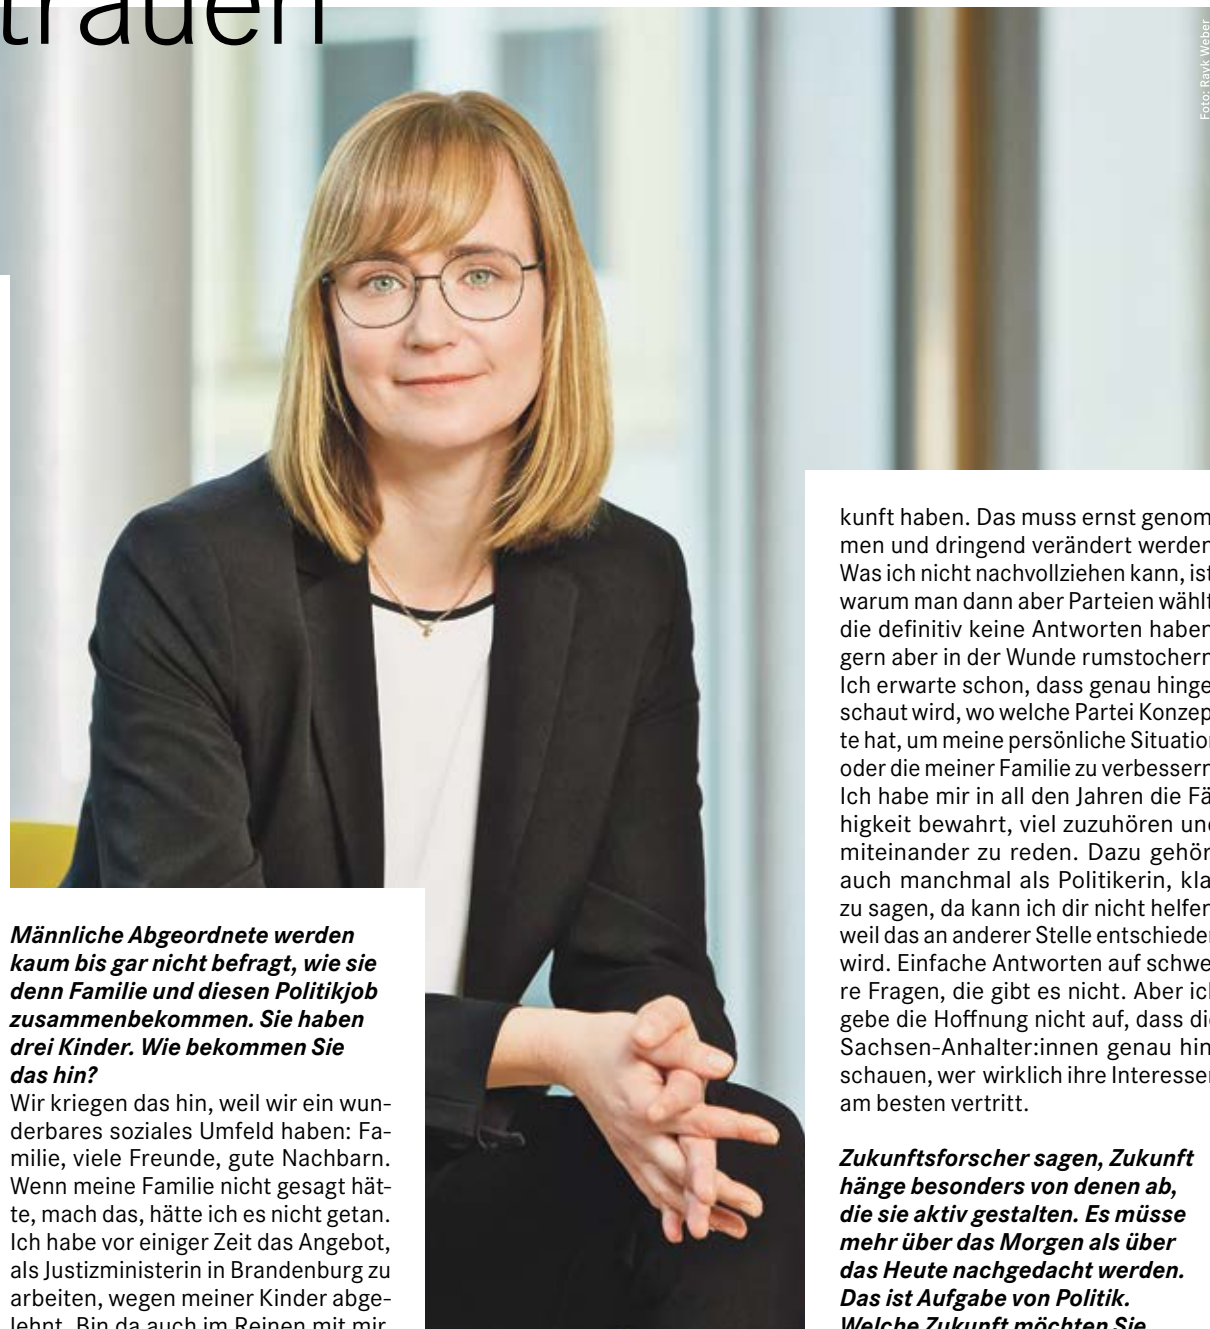 trauen
Foto: Rayk Weber
Männliche Abgeordnete werden
kaum bis gar nicht befragt, wie sie
denn Familie und diesen Politikjob
zusammenbekommen. Sie haben
drei Kinder. Wie bekommen Sie
das hin?
Wir kriegen das hin, weil wir ein wun-
derbares soziales Umfeld haben: Fa-
milie, viele Freunde, gute Nachbarn.
Wenn meine Familie nicht gesagt hät-
te, mach das, hätte ich es nicht getan.
Ich habe vor einiger Zeit das Angebot,
als Justizministerin in Brandenburg zu
arbeiten, wegen meiner Kinder abge-
lehnt. Bin da auch im Reinen mit mir.
kunft haben. Das muss ernst genom
men und dringend verändert werden
Was ich nicht nachvollziehen kann, ist
warum man dann aber Parteien wählt
die definitiv keine Antworten haben
gern aber in der Wunde rumstochern
Ich erwarte schon, dass genau hinge
schaut wird, wo welche Partei Konzep
te hat, um meine persönliche Situation
oder die meiner Familie zu verbessern
Ich habe mir in all den Jahren die Fä
higkeit bewahrt, viel zuzuhören und
miteinander zu reden. Dazu gehör
auch manchmal als Politikerin, kla
zu sagen, da kann ich dir nicht helfen
weil das an anderer Stelle entschieden
wird. Einfache Antworten auf schwe
re Fragen, die gibt es nicht. Aber ich
gebe die Hoffnung nicht auf, dass die
Sachsen-Anhalter:innen genau hin
schauen, wer wirklich ihre Interessen
am besten vertritt.
Zukunftsforscher sagen, Zukunft
hänge besonders von denen ab,
die sie aktiv gestalten. Es müsse
mehr über das Morgen als über
das Heute nachgedacht werden.
Das ist Aufgabe von Politik.
Welche Zukunft möchten Sie